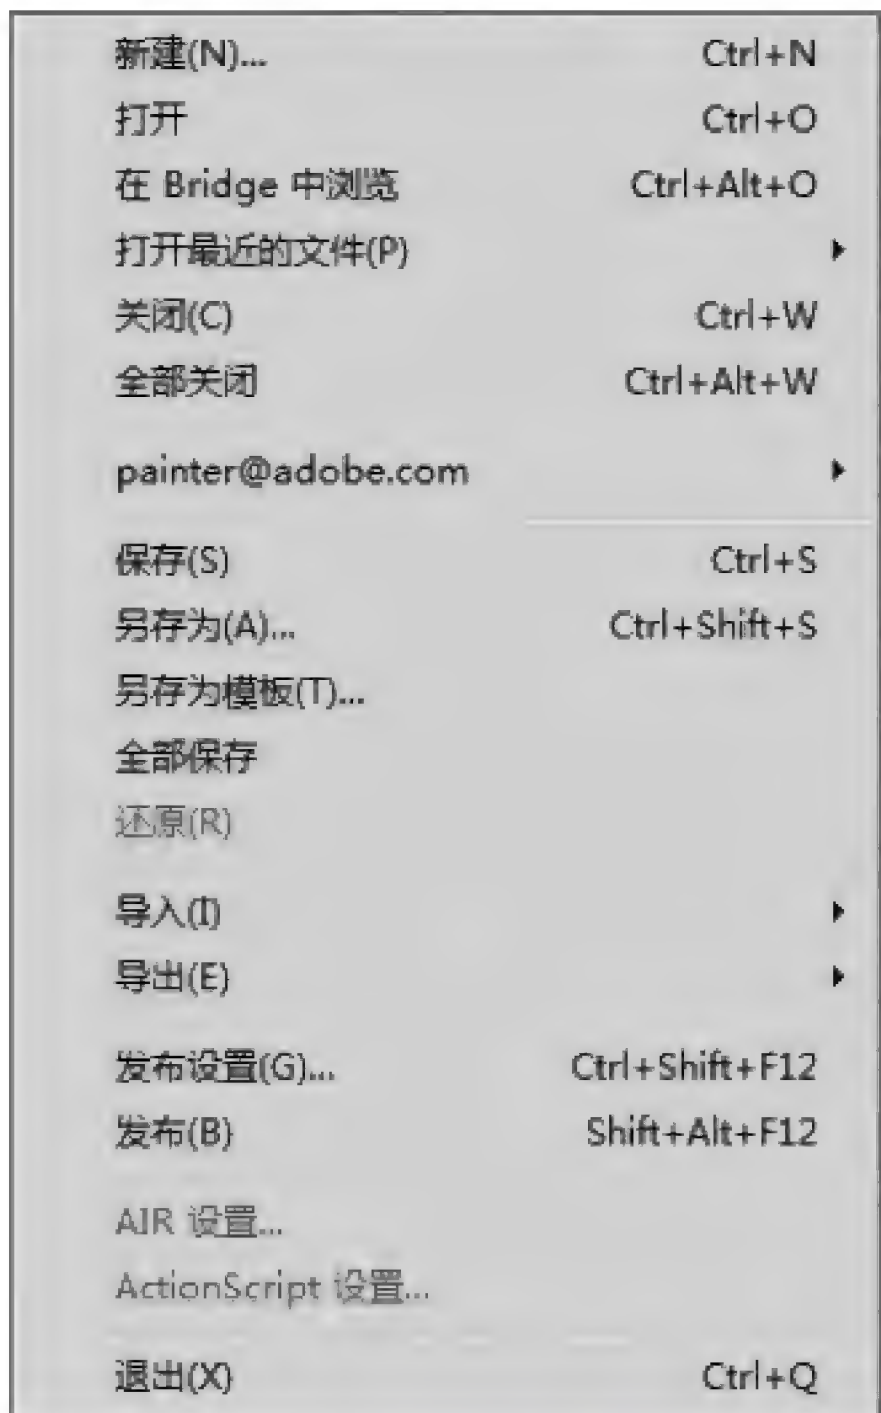 新建(N)... Ctrl+N
打开 Ctrl+O
在 Bridge 中浏览 Ctrl+Alt+O
打开最近的文件(P)
关闭(C) Ctrl+W
全部关闭 Ctrl+Alt+W
painter@adobe.com
保存(S) Ctrl+S
另存为(A)... Ctrl+Shift+S
另存为模板(T)...
全部保存
还原(R)
导入(I)
导出(E)
发布设置(G)... Ctrl+Shift+F12
发布(B) Shift+Alt+F12
AIR 设置...
ActionScript 设置...
退出(X) Ctrl+Q